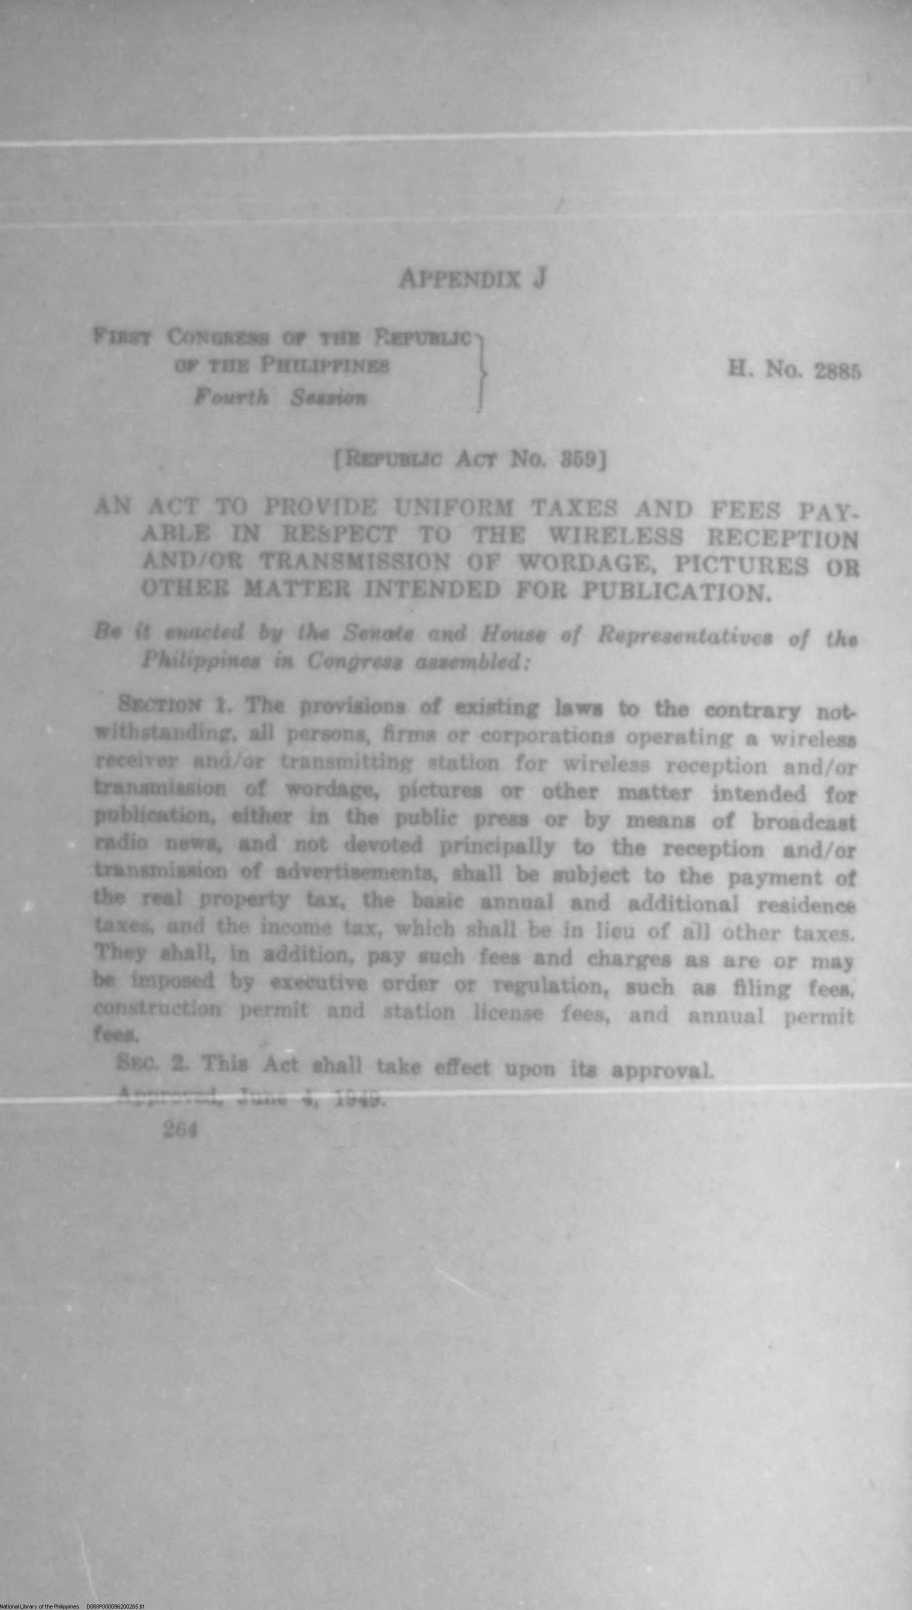 APPENDIX J
FIRST CONGRESS OF THE REPUBLIC
OF THE PHILIPPINES
Fourth Session
H. No. 2885
[REPUBLIC ACT No. 359]
AN ACT TO PROVIDE UNIFORM TAXES AND FEES PAY-
ABLE IN RESPECT TO THE WIRELESS RECEPTION
AND/OR TRANSMISSION OF WORDAGE, PICTURES OR
OTHER MATTER INTENDED FOR PUBLICATION.
Be it enacted by the Senate and House of Representatives of the
Philippines in Congress assembled:
SECTION 1. The provisions of existing laws to the contrary not-
withstanding, all persons, firms or corporations operating a wireless
receiver and/or transmitting station for wireless reception and/or
transmission of wordage, pictures or other matter intended for
publication, either in the public press or by means of broadcast
radio news, and not devoted principally to the reception and/or
transmission of advertisements, shall be subject to the payment of
the real property tax, the basic annual and additional residence
taxes, and the income tax, which shall be in lieu of all other taxes.
They shall, in addition, pay such fees and charges as are or may
be imposed by executive order or regulation, such as filing fees,
construction permit and station license fees, and annual permit
fees.
SEC. 2. This Act shall take effect upon its approval.
Approved, June 4, 1949.
264
National Library of the Philippines